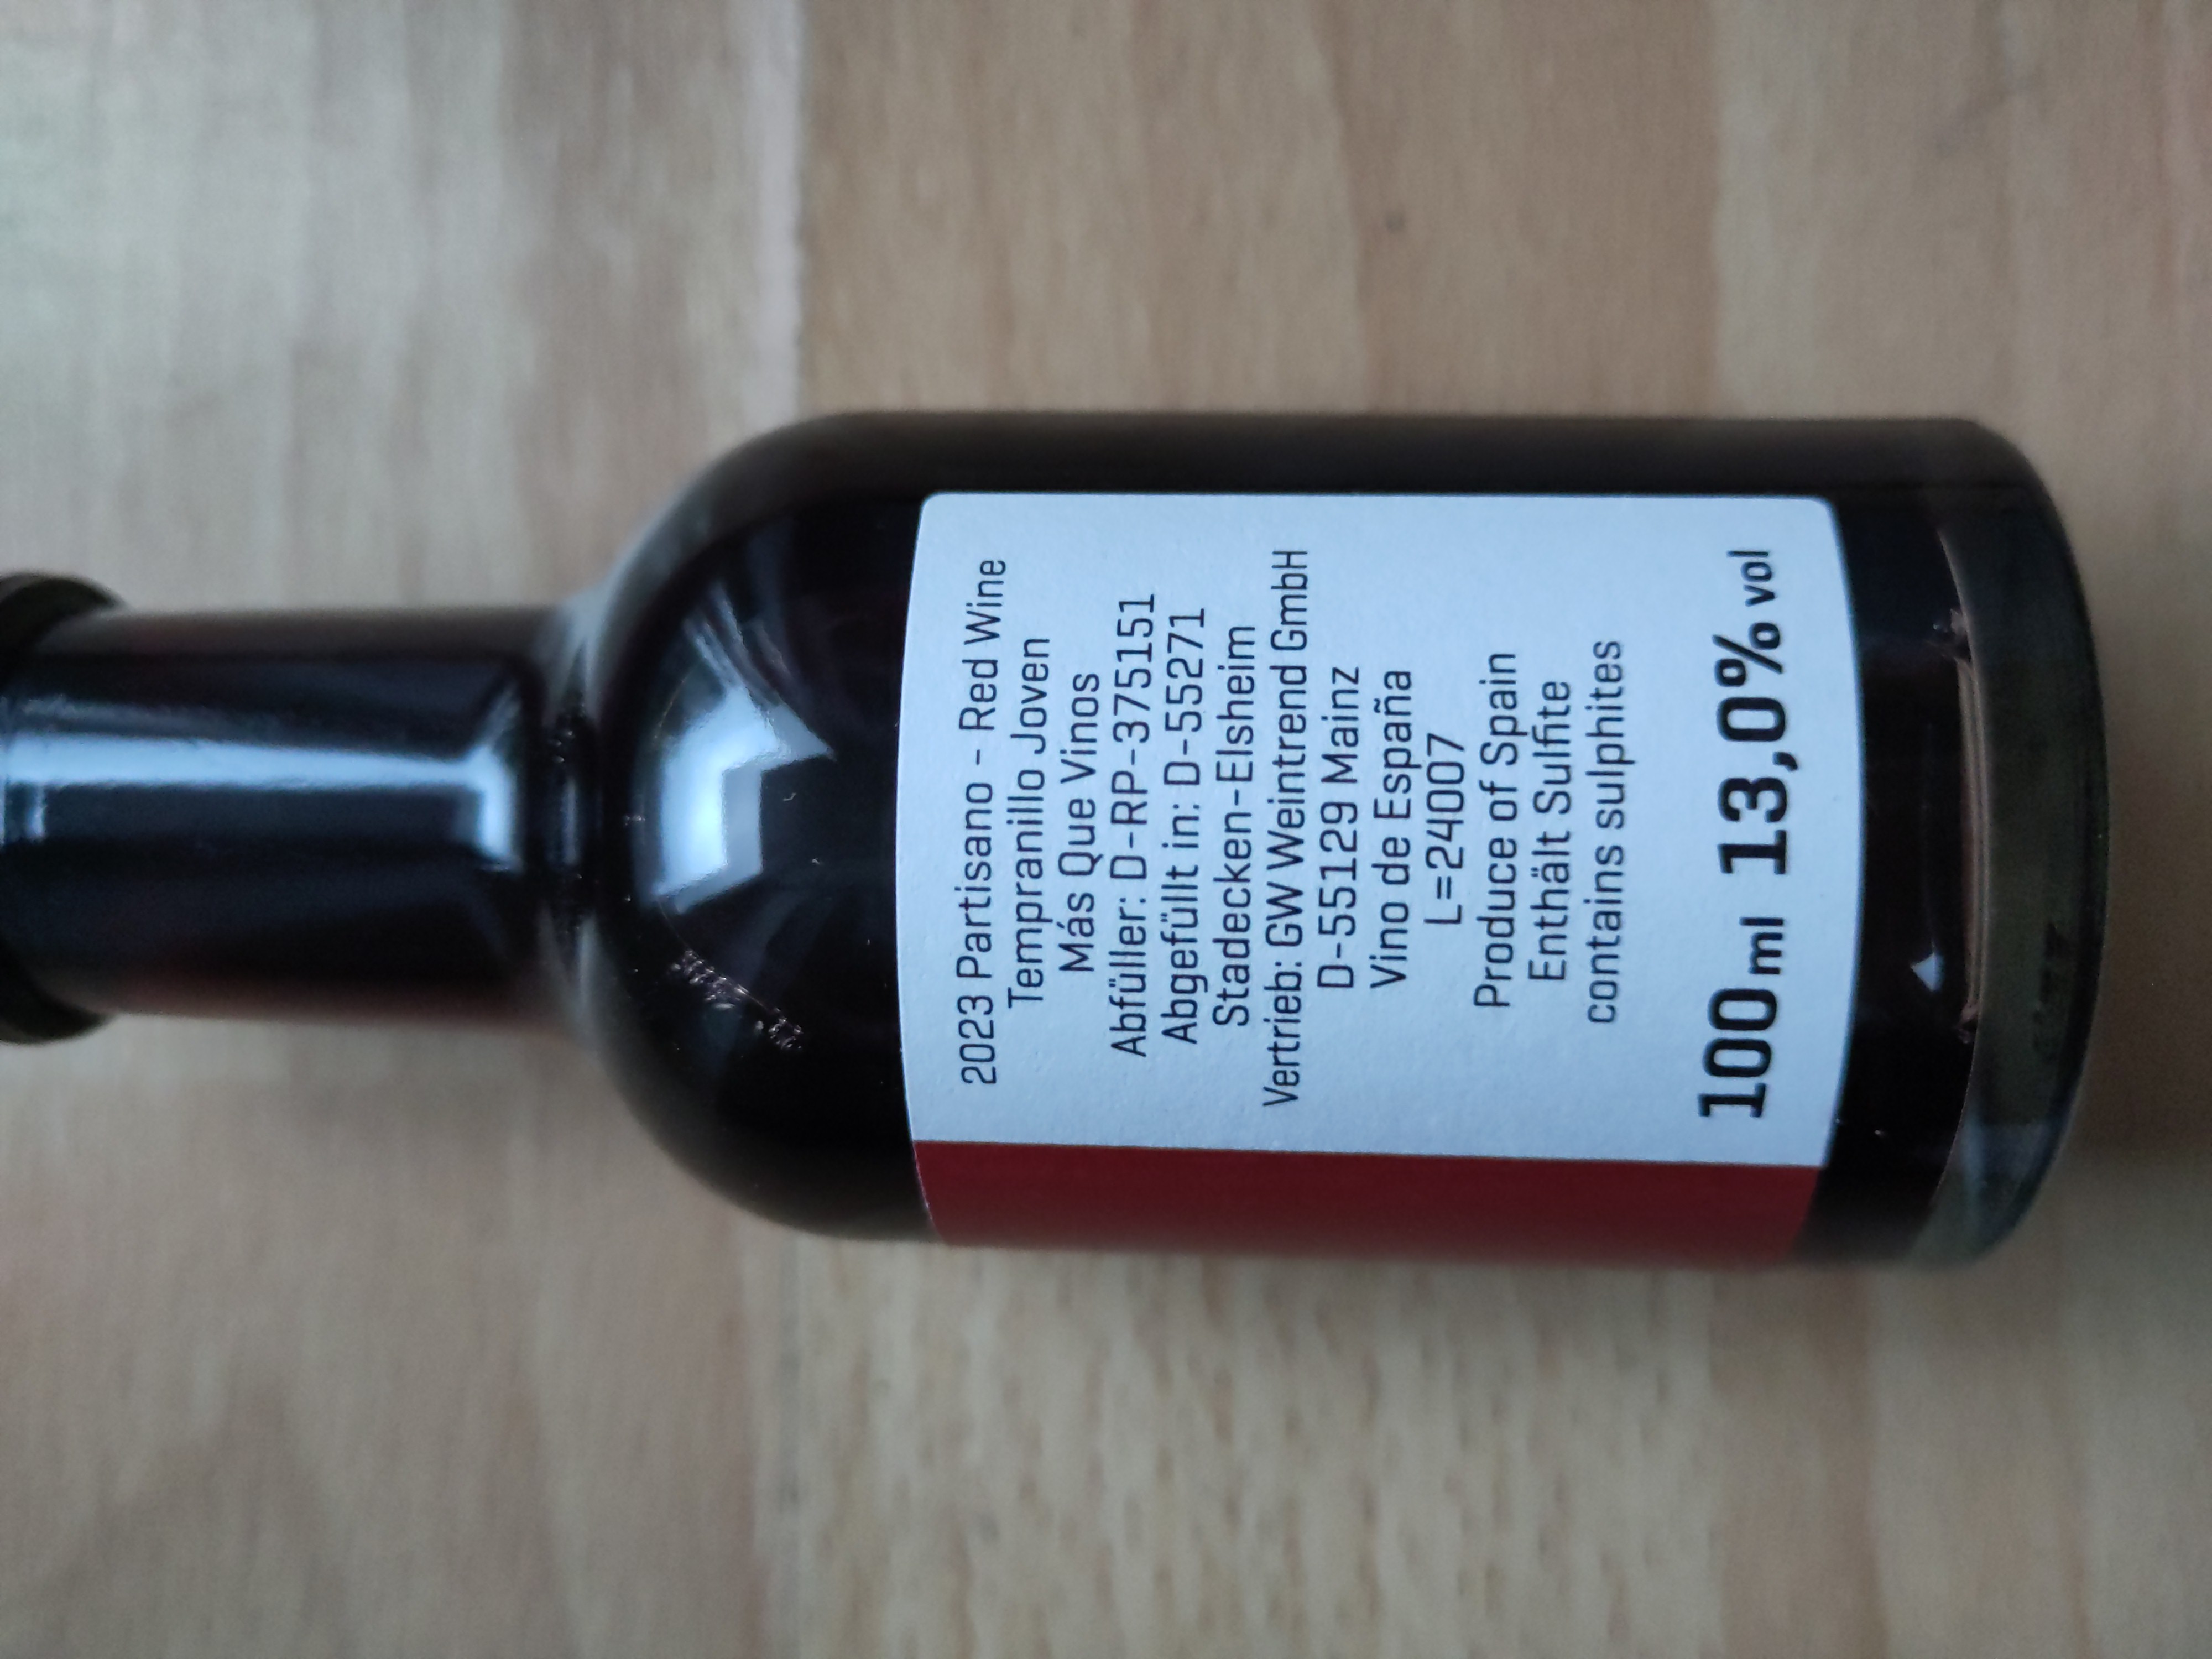 2023 Partisano - Red Wine
Tempranillo Joven
Más Que Vinos
Abfüller: D-RP-375151
Abgefüllt in: D-55271
Stadecken-Elsheim
Vertrieb: GW Weintrend GmbH
D-55129 Mainz
Vino de España
L=24007
Produce of Spain
Enthält Sulfite
contains sulphites
100 ml 13,0% vol